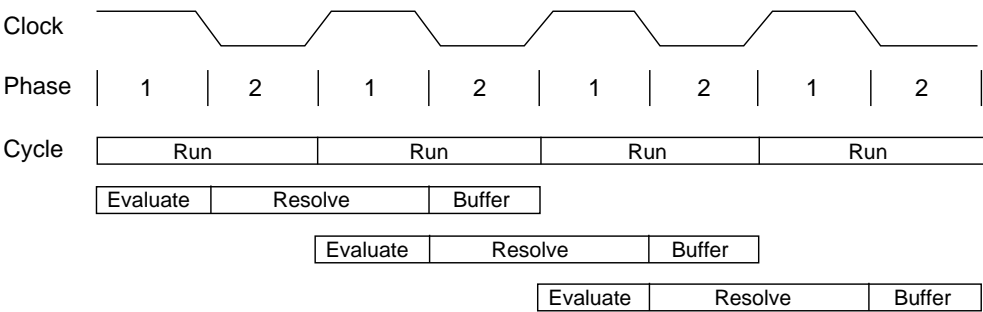 Clock
Phase 1 2 1 2 1 2 1 2
Cycle Run Run Run Run
Evaluate Resolve Buffer
Evaluate Resolve Buffer
Evaluate Resolve Buffer